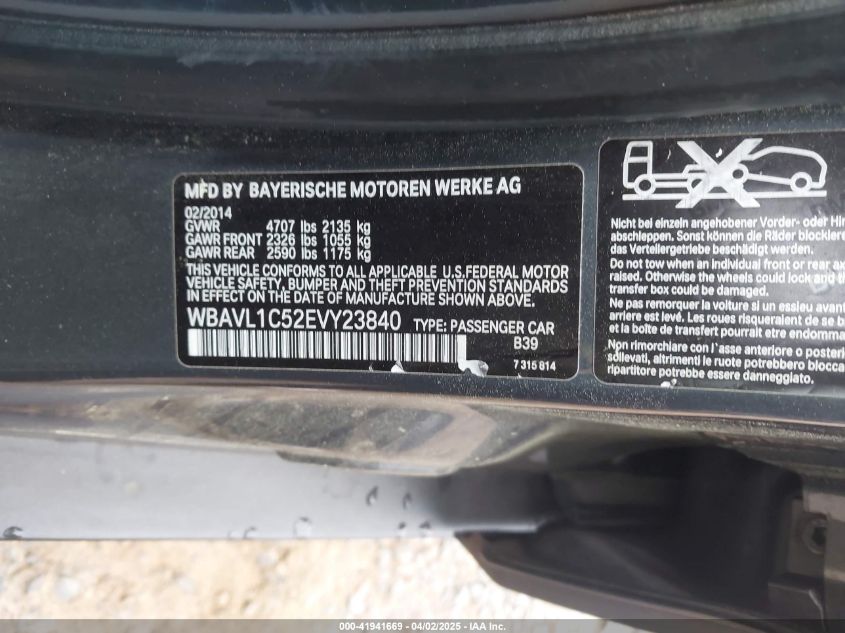 MFD BY BAYERISCHE MOTOREN WERKE AG
02/2014
GVWR 4707 lbs 2135 kg
GAWR FRONT 2326 lbs 1055 kg
GAWR REAR 2590 lbs 1175 kg
THIS VEHICLE CONFORMS TO ALL APPLICABLE U.S.FEDERAL MOTOR
VEHICLE SAFETY, BUMPER AND THEFT PREVENTION STANDARDS
IN EFFECT ON THE DATE OF MANUFACTURE SHOWN ABOVE.
WBAVL1C52EVY23840 TYPE: PASSENGER CAR
B39
7 315 814
Nicht bei einzeln angehobener Vorder- oder Hin
abschleppen. Sonst können die Räder blockiere
das Verteilergetriebe beschädigt werden.
Do not tow when an individual front or rear ax
raised. Otherwise the wheels could lock and the
transfer box could be damaged.
Ne pas remorquer la voiture si un essieu avant
arrière est levé. Les roues risqueraient de bloque
et la boîte de transfert pourrait etre endommag
Non rimorchiare con l'asse anteriore o posterio
sollevati, altrimenti le ruote potrebbero blocca
ripartitore potrebbe essere danneggiato.
000-41941669 - 04/02/2025 - IAA Inc.